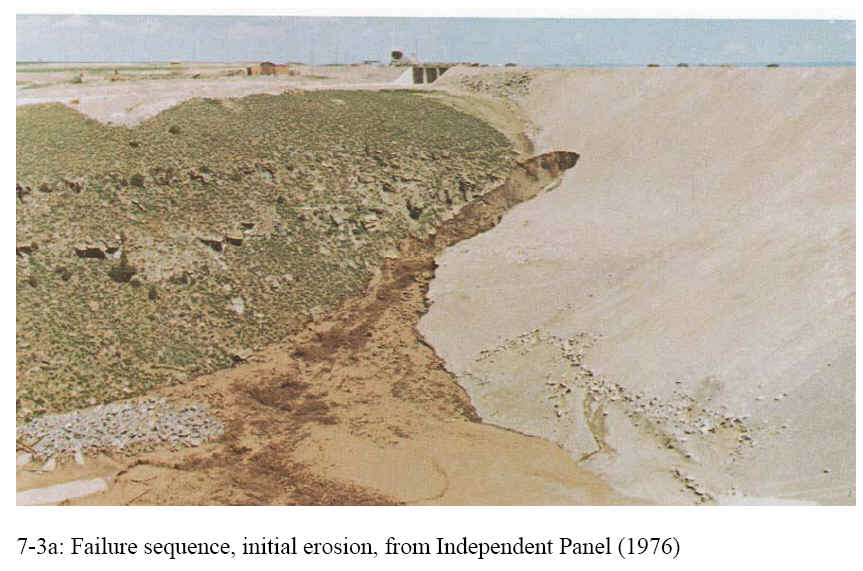 7-3a: Failure sequence, initial erosion, from Independent Panel (1976)